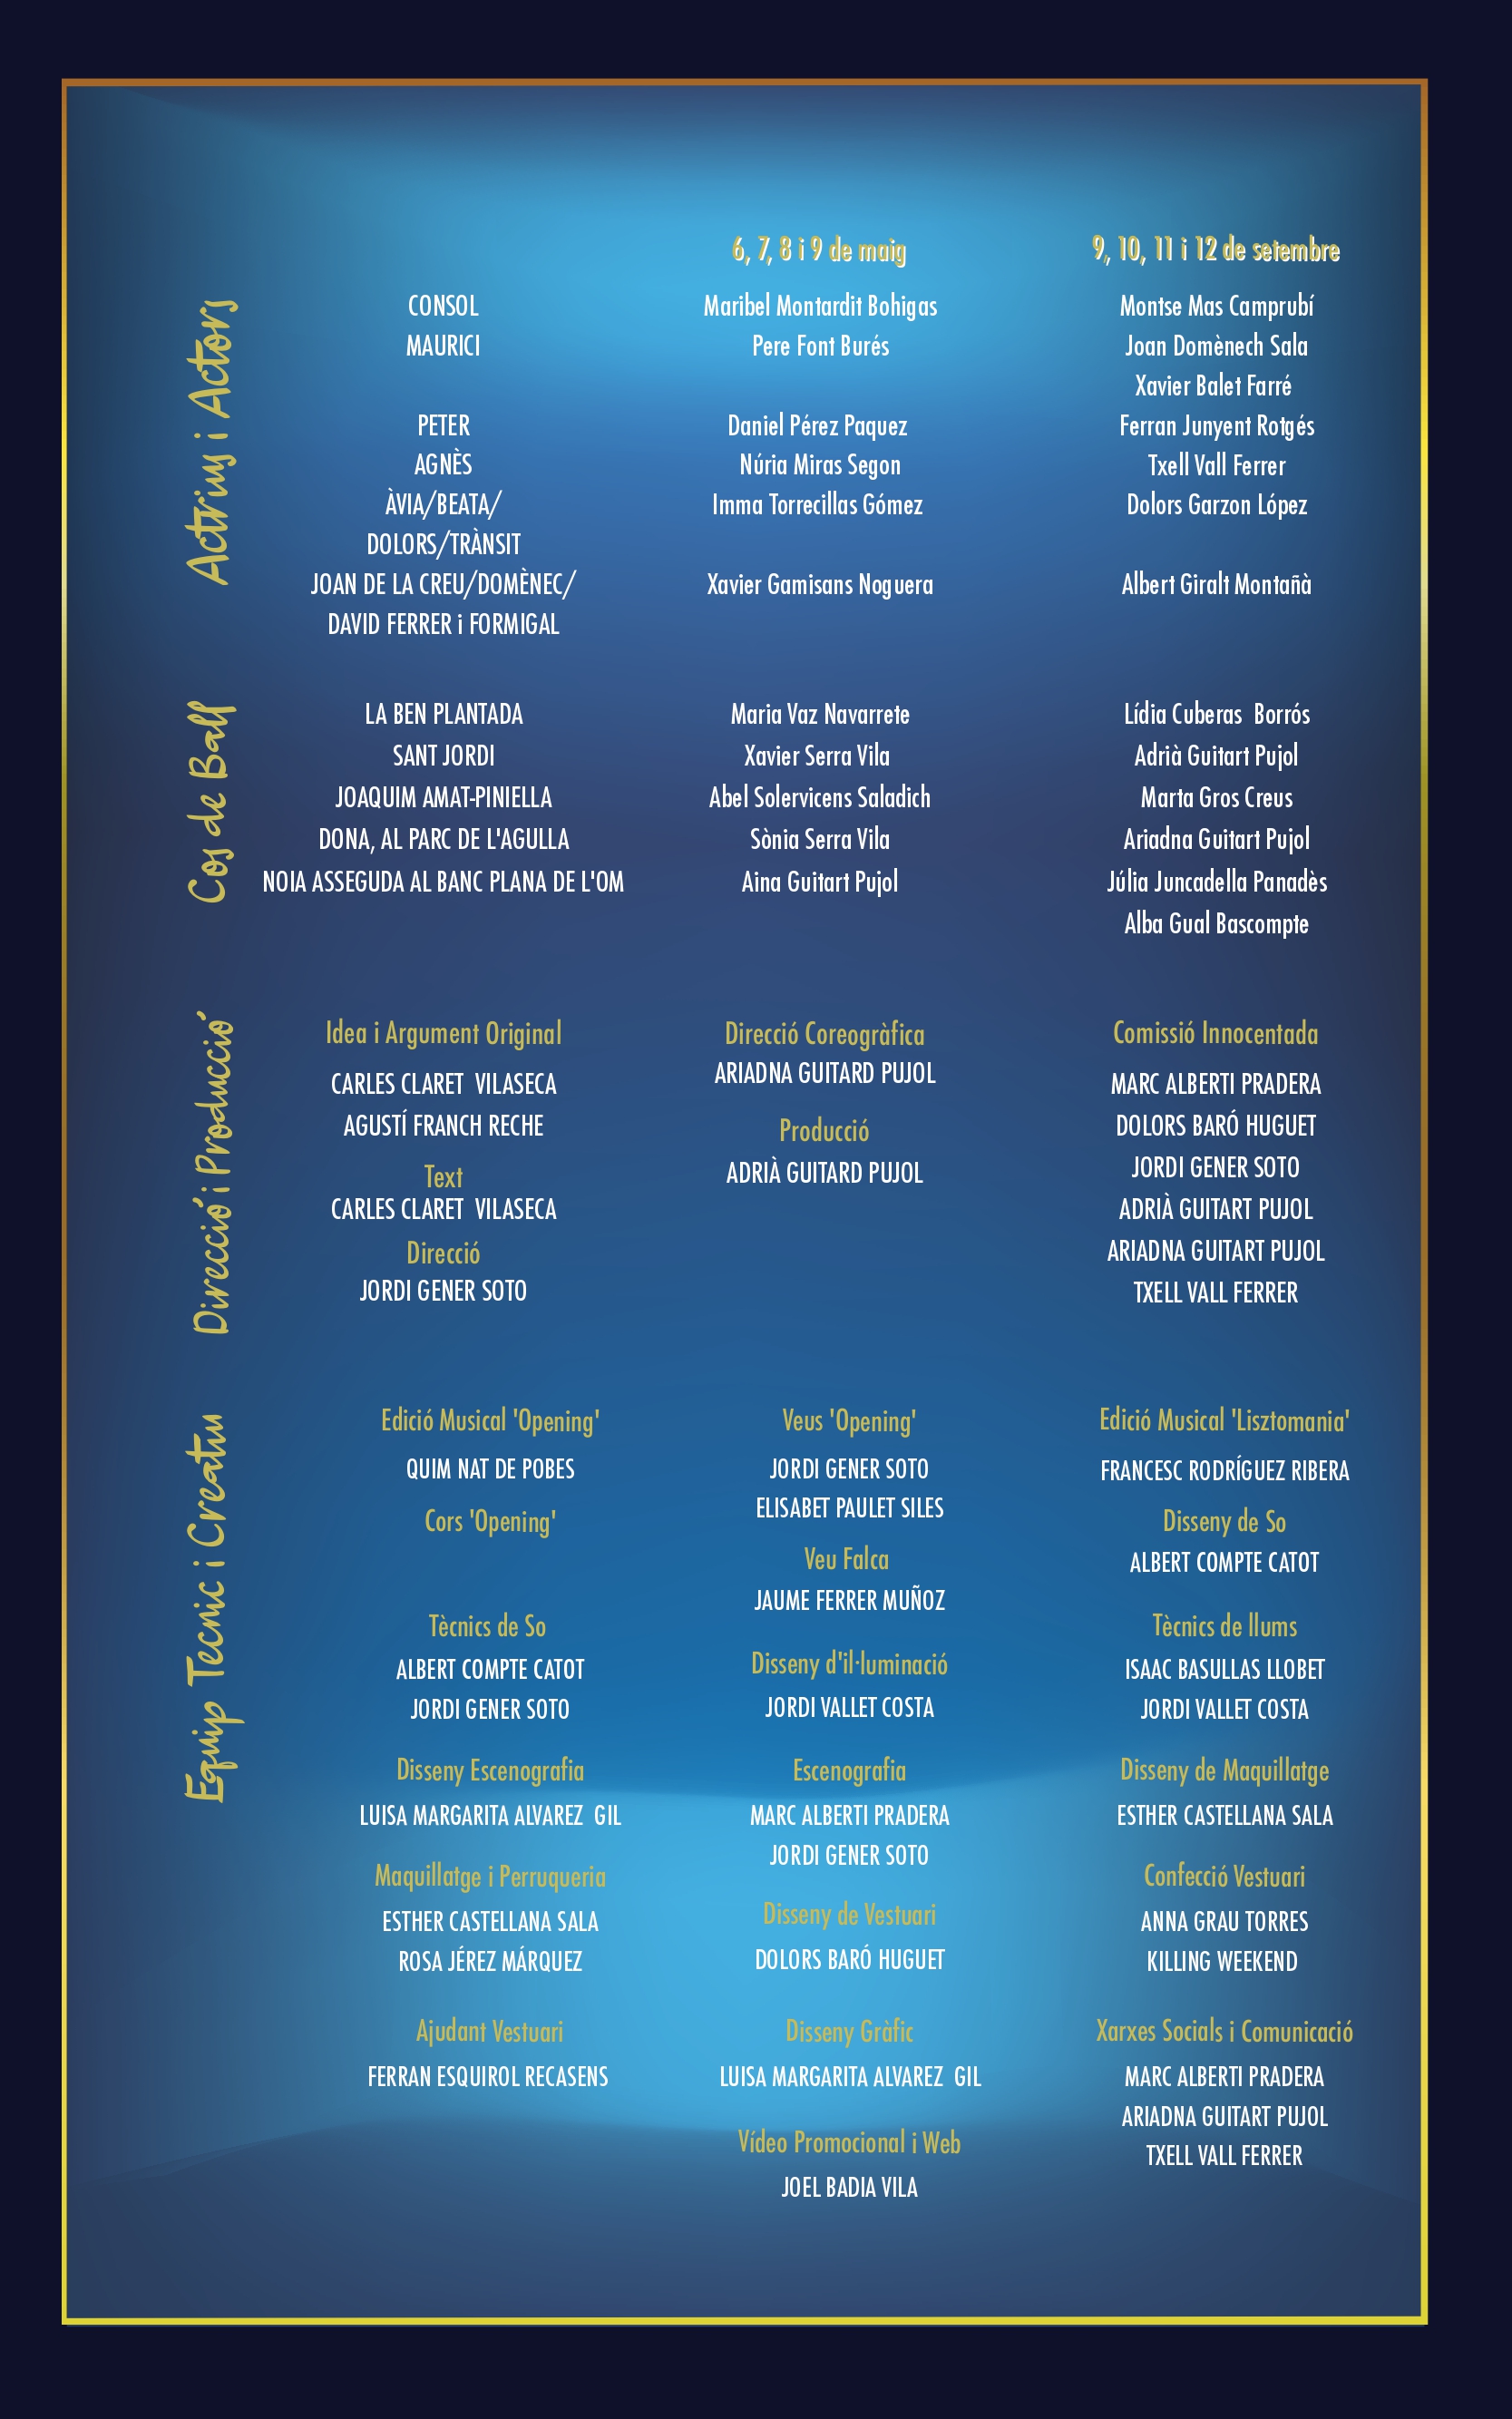 6, 7, 8 i 9 de maig
9, 10, 11 i 12 de setembre
Actrius i Actors
CONSOL
Maribel Montardit Bohigas
Montse Mas Camprubí
MAURICI
Pere Font Burés
Joan Domènech Sala
Xavier Balet Farré
PETER
Daniel Pérez Paquez
Ferran Junyent Rotgés
AGNÈS
Núria Miras Segon
Txell Vall Ferrer
ÀVIA/BEATA/
Imma Torrecillas Gómez
Dolors Garzon López
DOLORS/TRÀNSIT
JOAN DE LA CREU/DOMÈNEC/
Xavier Gamisans Noguera
Albert Giralt Montañà
DAVID FERRER i FORMIGAL
Cos de Ball
LA BEN PLANTADA
Maria Vaz Navarrete
Lídia Cuberas Borrós
SANT JORDI
Xavier Serra Vila
Adrià Guitart Pujol
JOAQUIM AMAT-PINIELLA
Abel Solervicens Saladich
Marta Gros Creus
DONA, AL PARC DE L'AGULLA
Sònia Serra Vila
Ariadna Guitart Pujol
NOIA ASSEGUDA AL BANC PLANA DE L'OM
Aina Guitart Pujol
Júlia Juncadella Panadès
Alba Gual Bascompte
Direcció i Producció
Idea i Argument Original
CARLES CLARET VILASECA
AGUSTÍ FRANCH RECHE
Text
CARLES CLARET VILASECA
Direcció
JORDI GENER SOTO
Direcció Coreogràfica
ARIADNA GUITARD PUJOL
Producció
ADRIÀ GUITARD PUJOL
Comissió Innocentada
MARC ALBERTI PRADERA
DOLORS BARÓ HUGUET
JORDI GENER SOTO
ADRIÀ GUITART PUJOL
ARIADNA GUITART PUJOL
TXELL VALL FERRER
Equip Tecnic i Creatiu
Edició Musical 'Opening'
QUIM NAT DE POBES
Cors 'Opening'
Tècnics de So
ALBERT COMPTE CATOT
JORDI GENER SOTO
Disseny Escenografia
LUISA MARGARITA ALVAREZ GIL
Maquillatge i Perruqueria
ESTHER CASTELLANA SALA
ROSA JÉREZ MÁRQUEZ
Ajudant Vestuari
FERRAN ESQUIROL RECASENS
Veus 'Opening'
JORDI GENER SOTO
ELISABET PAULET SILES
Veu Falca
JAUME FERRER MUÑOZ
Disseny d'il·luminació
JORDI VALLET COSTA
Escenografia
MARC ALBERTI PRADERA
JORDI GENER SOTO
Disseny de Vestuari
DOLORS BARÓ HUGUET
Disseny Gràfic
LUISA MARGARITA ALVAREZ GIL
Vídeo Promocional i Web
JOEL BADIA VILA
Edició Musical 'Lisztomania'
FRANCESC RODRÍGUEZ RIBERA
Disseny de So
ALBERT COMPTE CATOT
Tècnics de llums
ISAAC BASULLAS LLOBET
JORDI VALLET COSTA
Disseny de Maquillatge
ESTHER CASTELLANA SALA
Confecció Vestuari
ANNA GRAU TORRES
KILLING WEEKEND
Xarxes Socials i Comunicació
MARC ALBERTI PRADERA
ARIADNA GUITART PUJOL
TXELL VALL FERRER